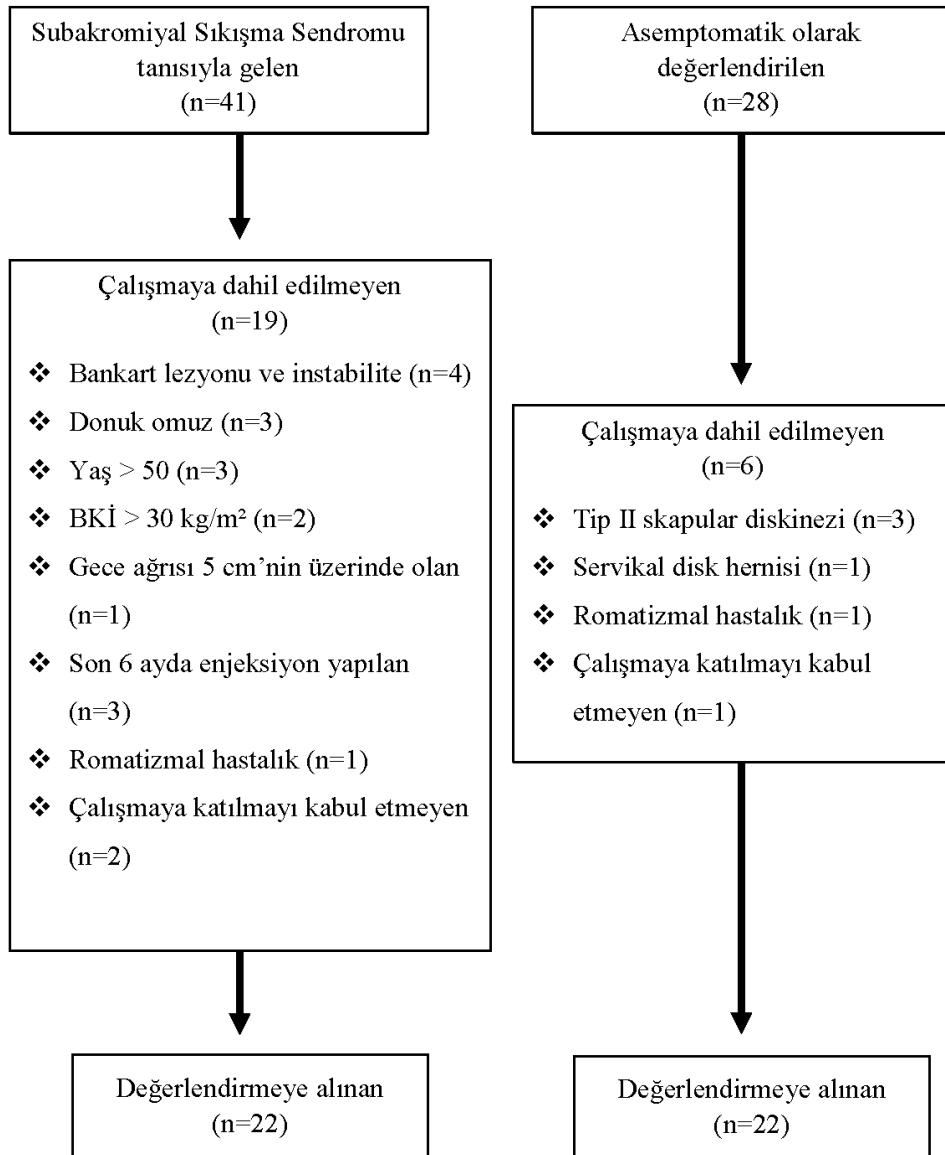 Subakromiyal Sıkışma Sendromu
tanısıyla gelen
(n=41)
Asemptomatik olarak
değerlendirilen
(n=28)
Çalışmaya dahil edilmeyen
(n=19)
❖ Bankart lezyonu ve instabilite (n=4)
❖ Donuk omuz (n=3)
❖ Yaş > 50 (n=3)
❖ BKİ > 30 kg/m² (n=2)
❖ Gece ağrısı 5 cm’nin üzerinde olan
(n=1)
❖ Son 6 ayda enjeksiyon yapılan
(n=3)
❖ Romatizmal hastalık (n=1)
❖ Çalışmaya katılmayı kabul etmeyen
(n=2)
Çalışmaya dahil edilmeyen
(n=6)
❖ Tip II skapular diskinezi (n=3)
❖ Servikal disk hernisi (n=1)
❖ Romatizmal hastalık (n=1)
❖ Çalışmaya katılmayı kabul
etmeyen (n=1)
Değerlendirmeye alınan
(n=22)
Değerlendirmeye alınan
(n=22)